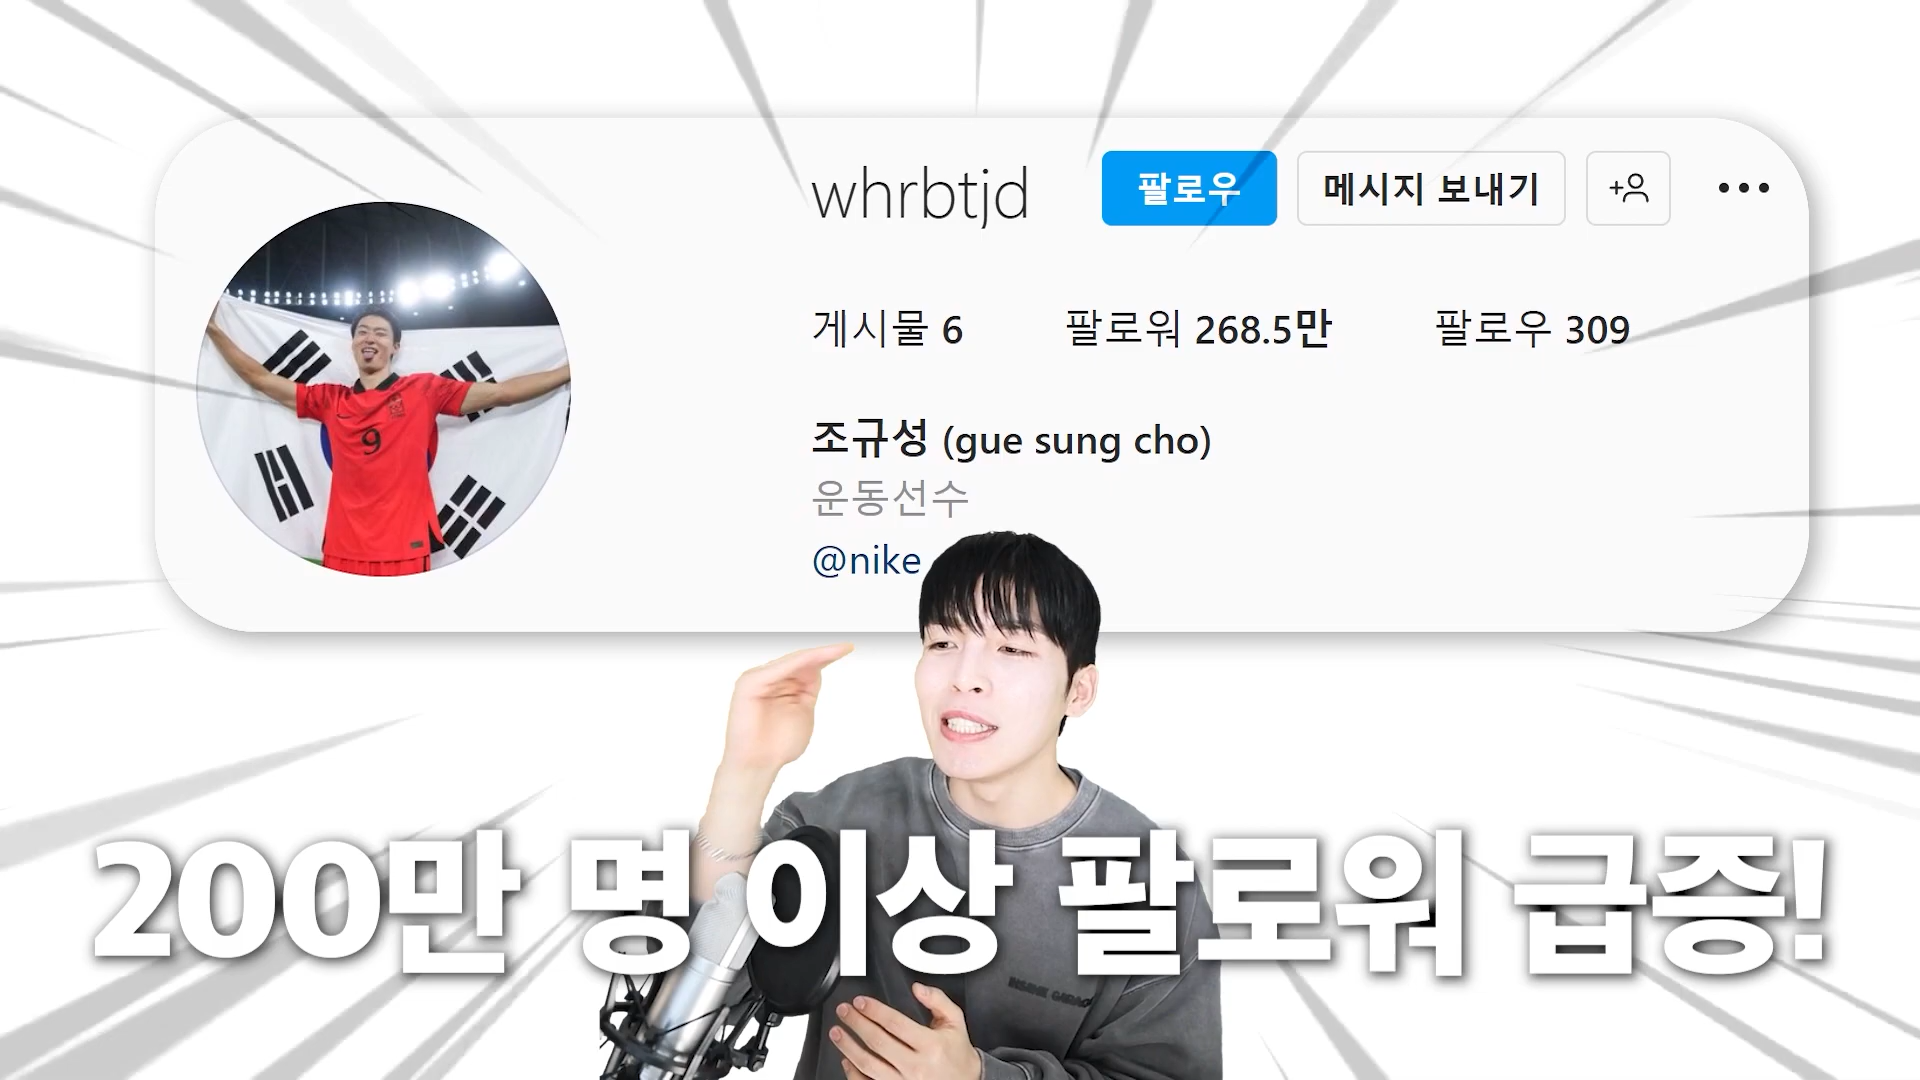 whrbtjd 팔로우 메시지 보내기
게시물 6 팔로워 268.5만 팔로우 309
조규성 (gue sung cho)
운동선수
@nike
9
200만 명 이상 팔로워 급증!